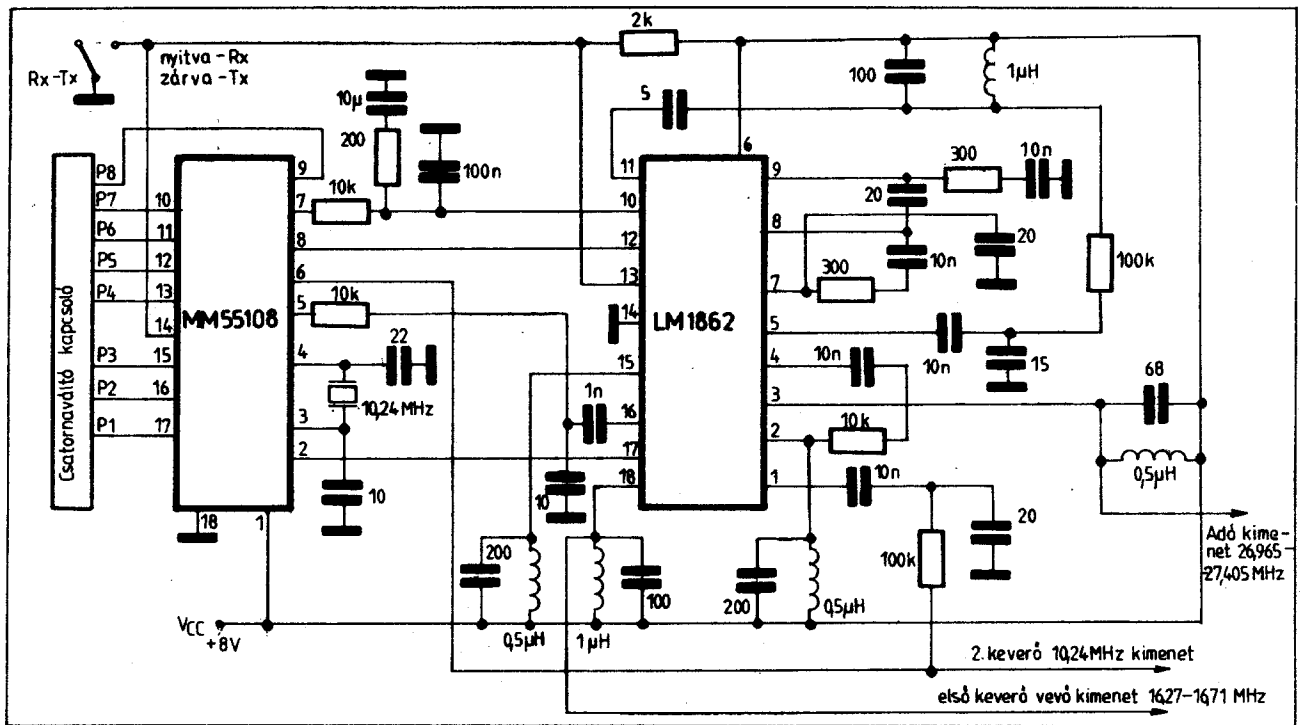 Rx-Tx
nyitva-Rx
zárva-Tx
2k
100
1µH
5
10µ
200
100n
10k
Csatornaváltó kapcsoló
P8
P7
P6
P5
P4
P3
P2
P1
10
11
12
13
14
15
16
17
MM55108
9
7
8
6
5
4
3
2
18
1
10k
22
10,24 MHz
10
1n
10
11
10
12
13
14
15
16
17
18
LM1862
6
9
8
7
5
4
3
2
1
300
10n
20
10n
20
300
100k
10n
15
10n
10k
10n
68
0,5µH
20
100k
Adó kime-
net 26,965-
-27,405 MHz
200
0,5µH
1µH
100
200
0,5µH
VCC
+8V
2. keverő 10,24MHz kimenet
első keverő vevő kimenet 16,27-16,71 MHz